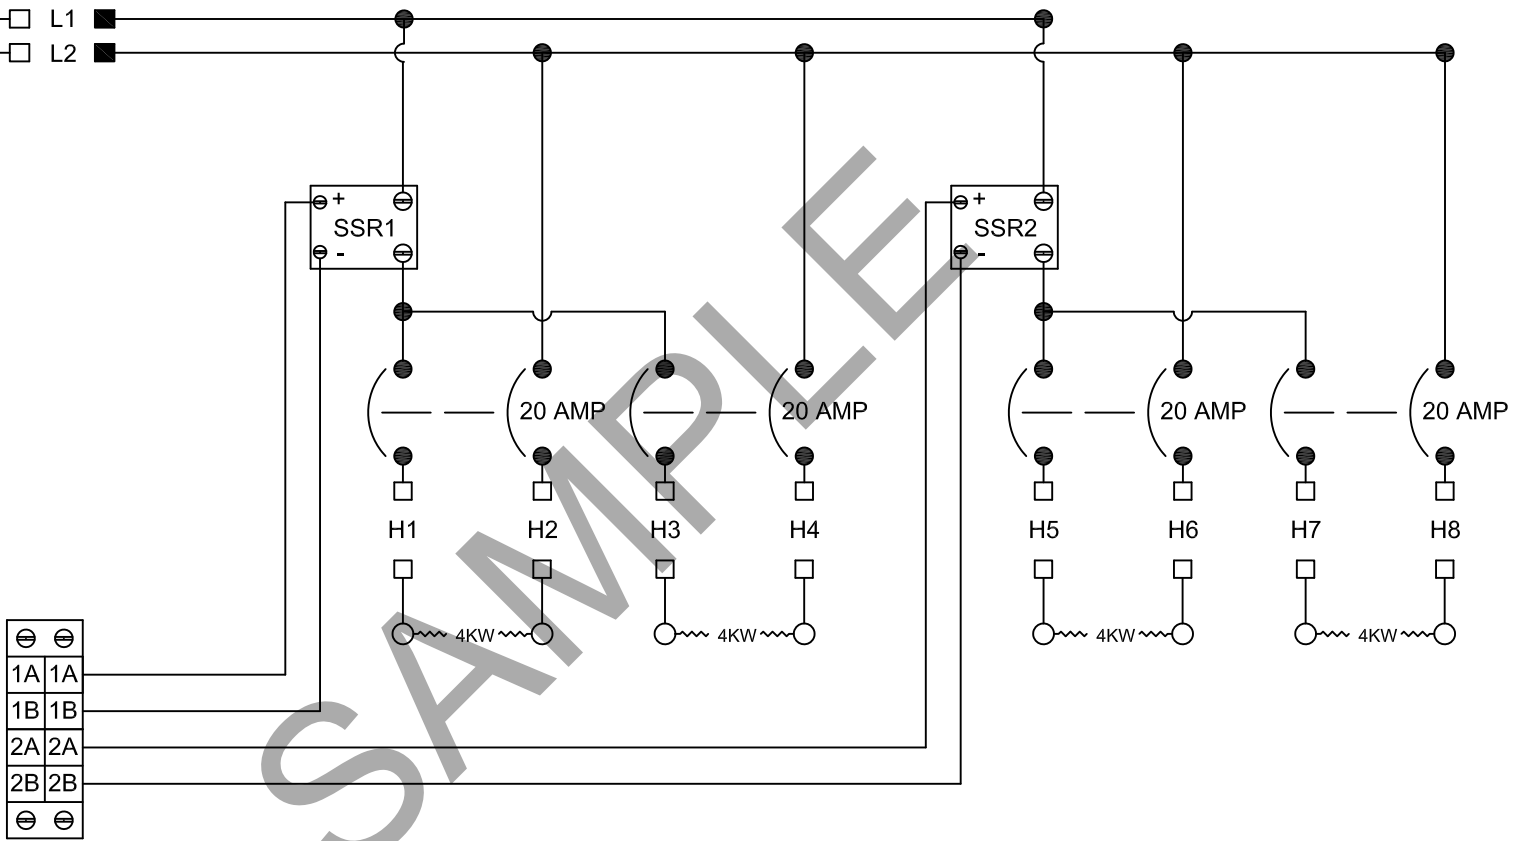 L1
L2
+ SSR1 -
+ SSR2 -
20 AMP 20 AMP 20 AMP 20 AMP
H1 H2 H3 H4 H5 H6 H7 H8
4KW 4KW 4KW 4KW
1A 1A
1B 1B
2A 2A
2B 2B
SAMPLE